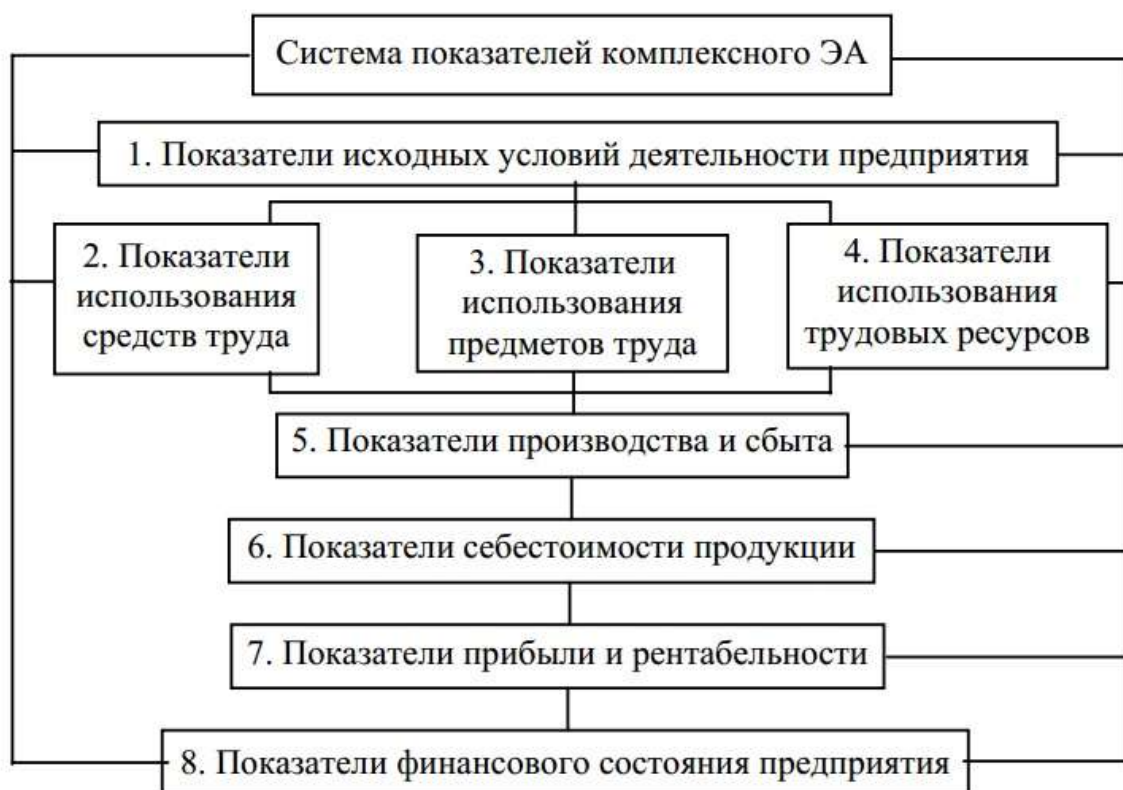 Система показателей комплексного ЭА
1. Показатели исходных условий деятельности предприятия
2. Показатели
использования
средств труда
3. Показатели
использования
предметов труда
4. Показатели
использования
трудовых ресурсов
5. Показатели производства и сбыта
6. Показатели себестоимости продукции
7. Показатели прибыли и рентабельности
8. Показатели финансового состояния предприятия